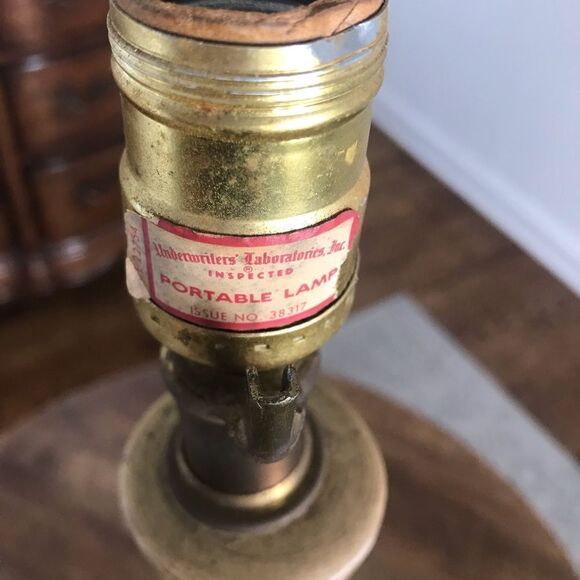 Underwriters' Laboratories, Inc.
® INSPECTED
PORTABLE LAMP
ISSUE NO. 38317